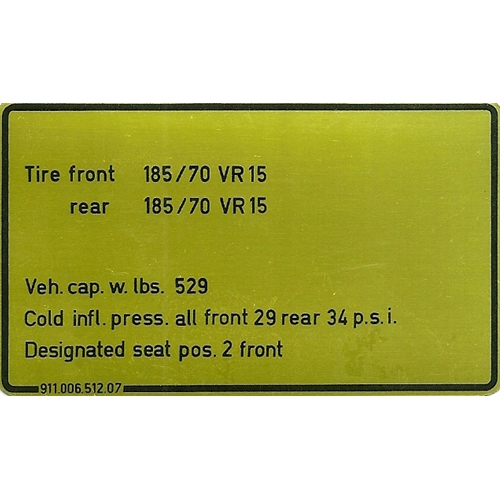 Tire front 185/70 VR15
rear 185/70 VR15
Veh. cap. w. lbs. 529
Cold infl. press. all front 29 rear 34 p.s.i.
Designated seat pos. 2 front
911.006.512.07